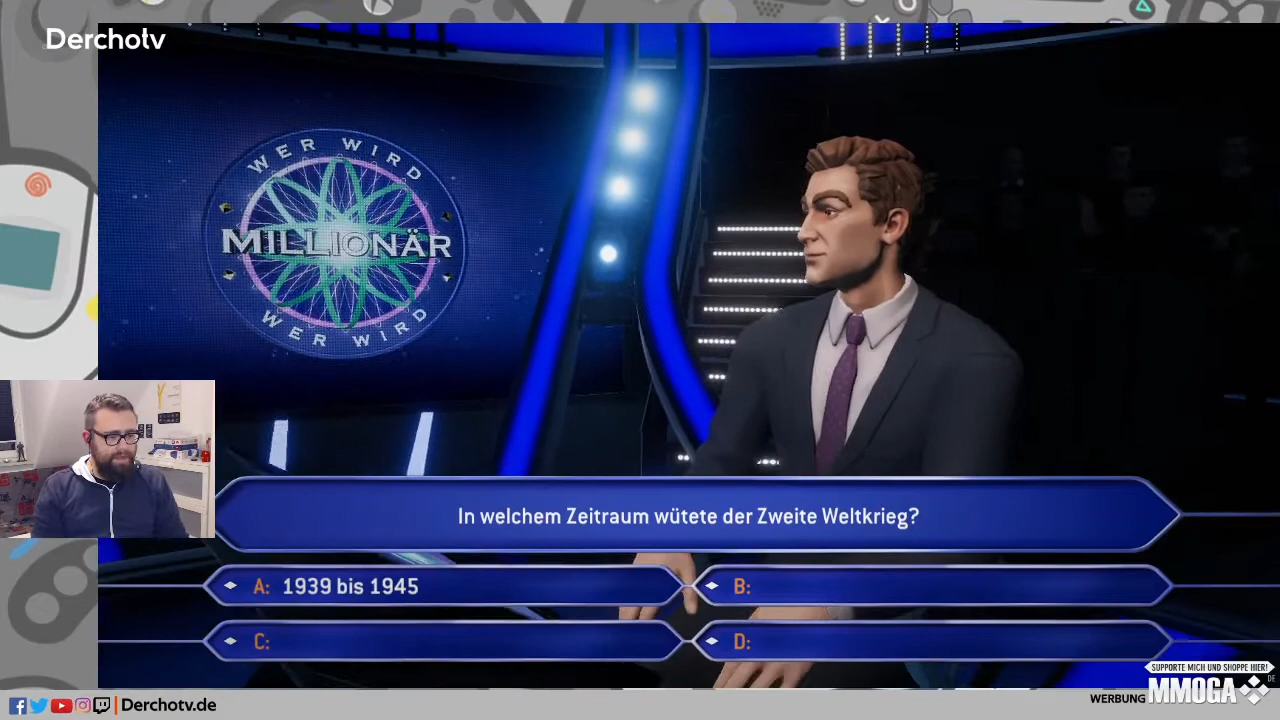 Derchotv
WER WIRD
MILLIONÄR
WER WIRD
In welchem Zeitraum wütete der Zweite Weltkrieg?
A: 1939 bis 1945
B:
C:
D:
SUPPORTE MICH UND SHOPPE HIER!
WERBUNG MMOGA DE
Derchotv.de